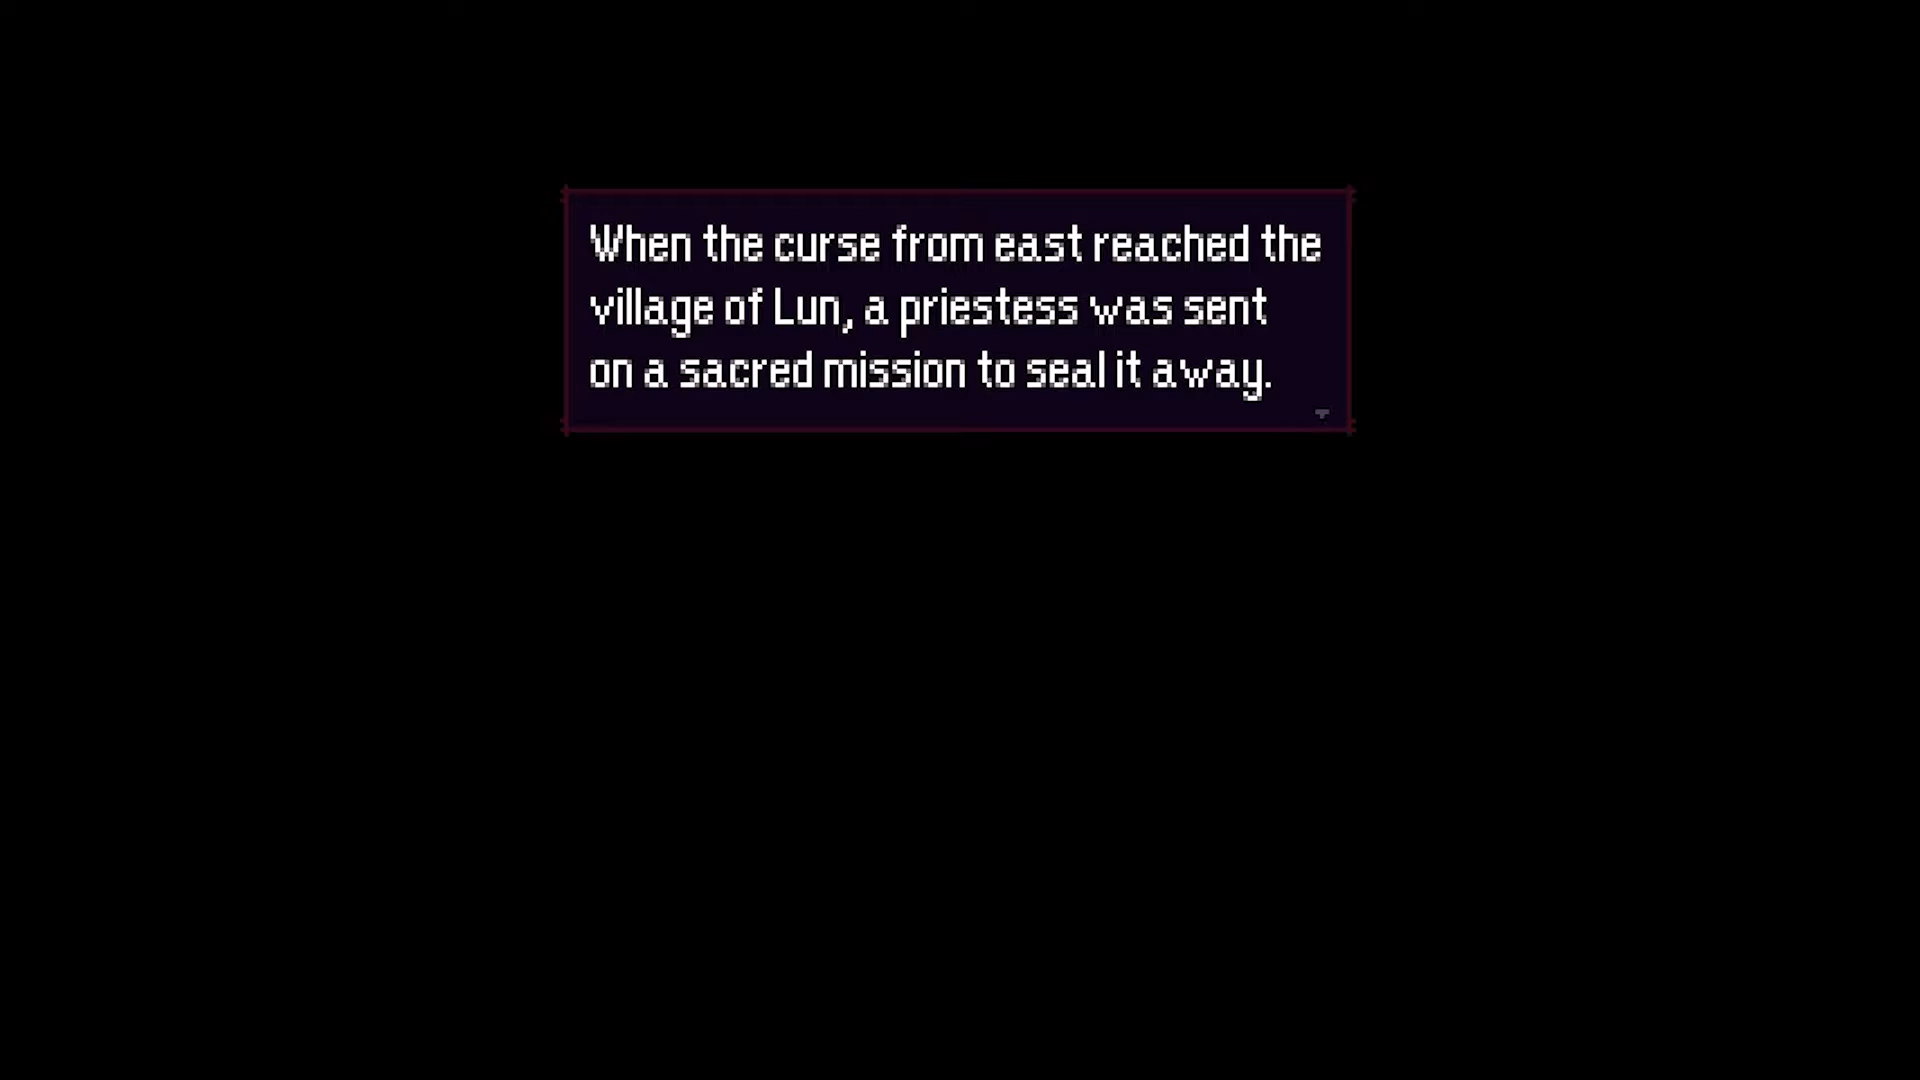 When the curse from east reached the
village of Lun, a priestess was sent
on a sacred mission to seal it away.